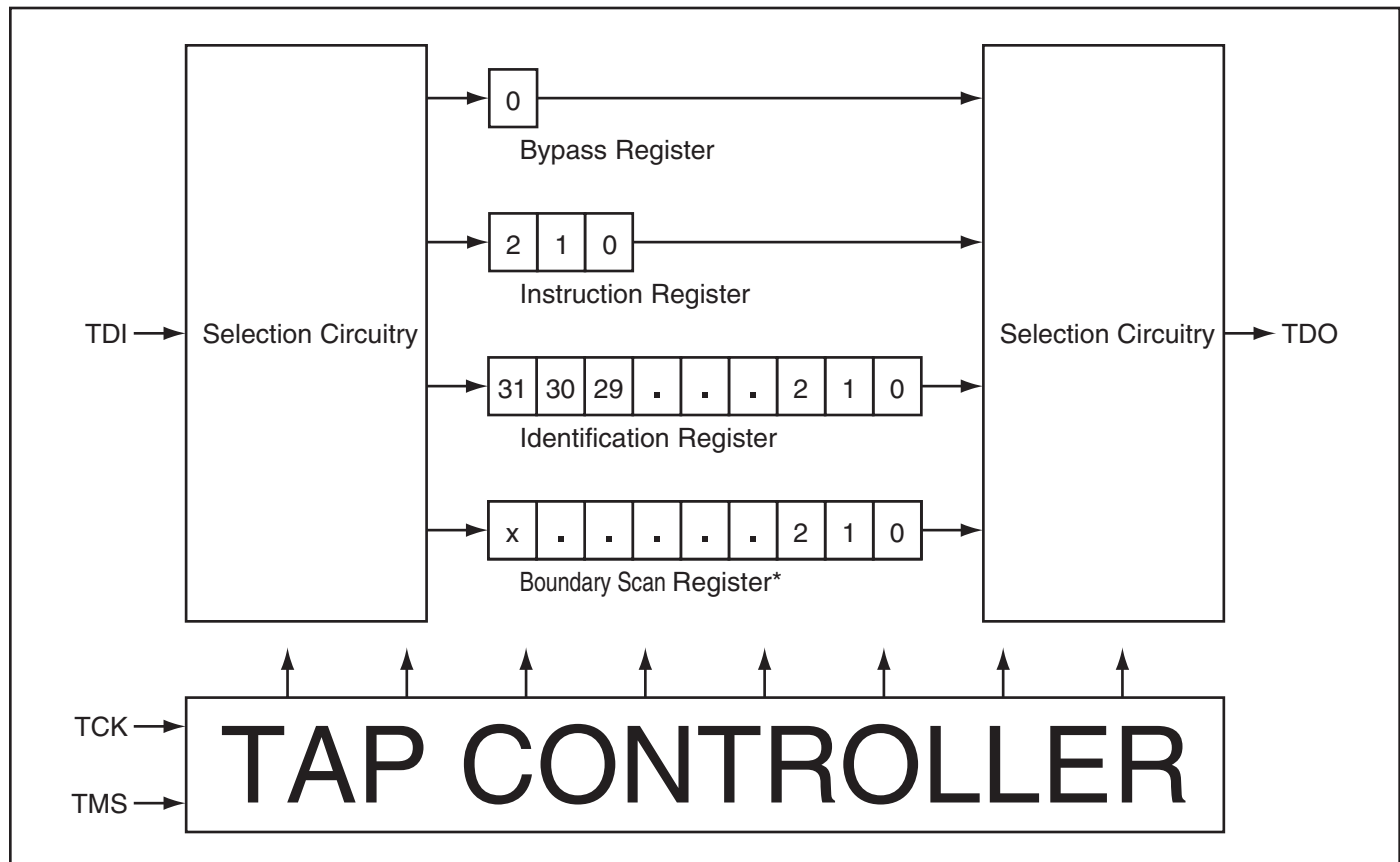 0
Bypass Register
2 1 0
Instruction Register
TDI
Selection Circuitry
Selection Circuitry
TDO
31 30 29 . . . 2 1 0
Identification Register
x . . . . . 2 1 0
Boundary Scan Register*
TCK
TAP CONTROLLER
TMS